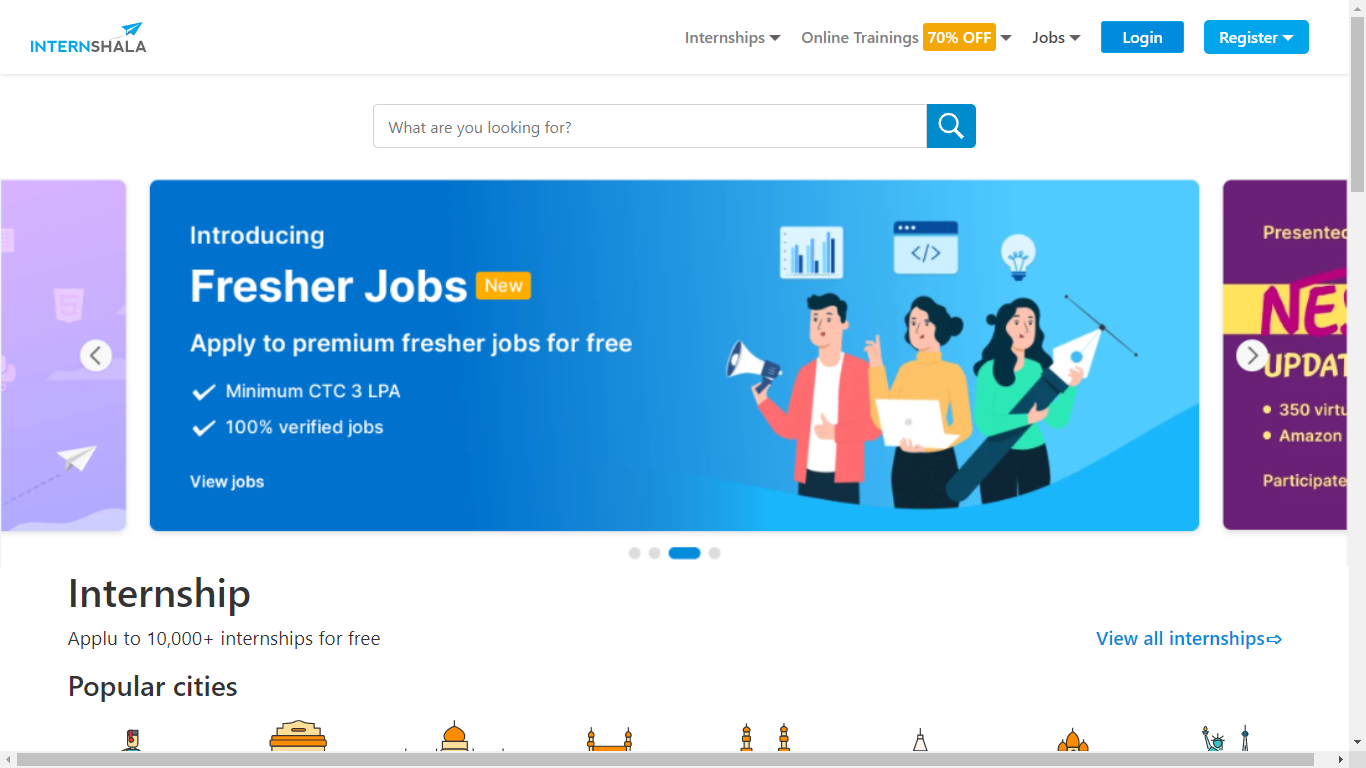 INTERNSHALA
Internships
Online Trainings 70% OFF
Jobs
Login
Register
What are you looking for?
Introducing
Fresher Jobs New
Apply to premium fresher jobs for free
Minimum CTC 3 LPA
100% verified jobs
View jobs
</>
Presented
UPDAT
350 virtu
Amazon
Participate
Internship
Applu to 10,000+ internships for free
View all internships⇨
Popular cities